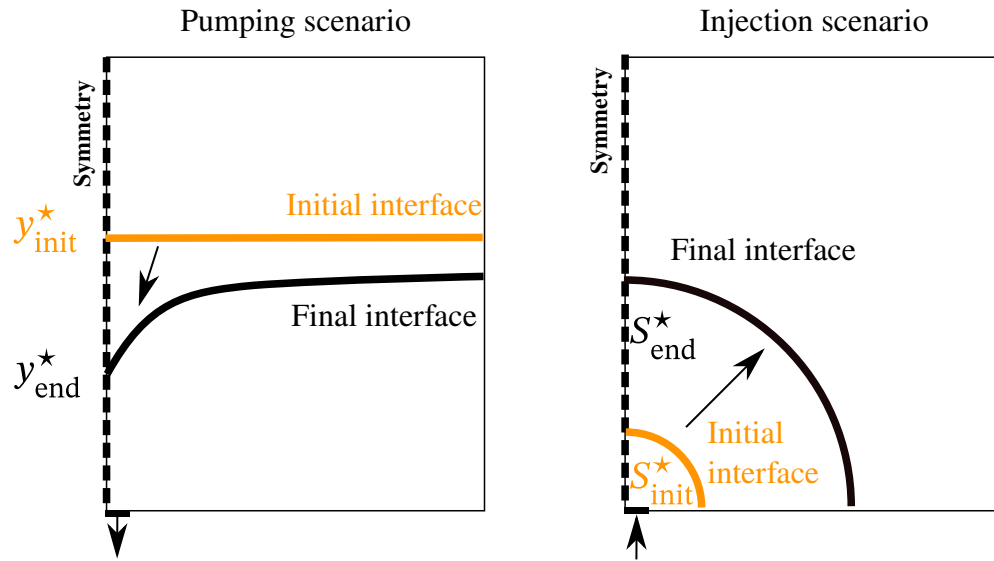 Pumping scenario
Symmetry
y⋆init
Initial interface
Final interface
y⋆end
Injection scenario
Symmetry
Final interface
S⋆end
Initial
interface
S⋆init